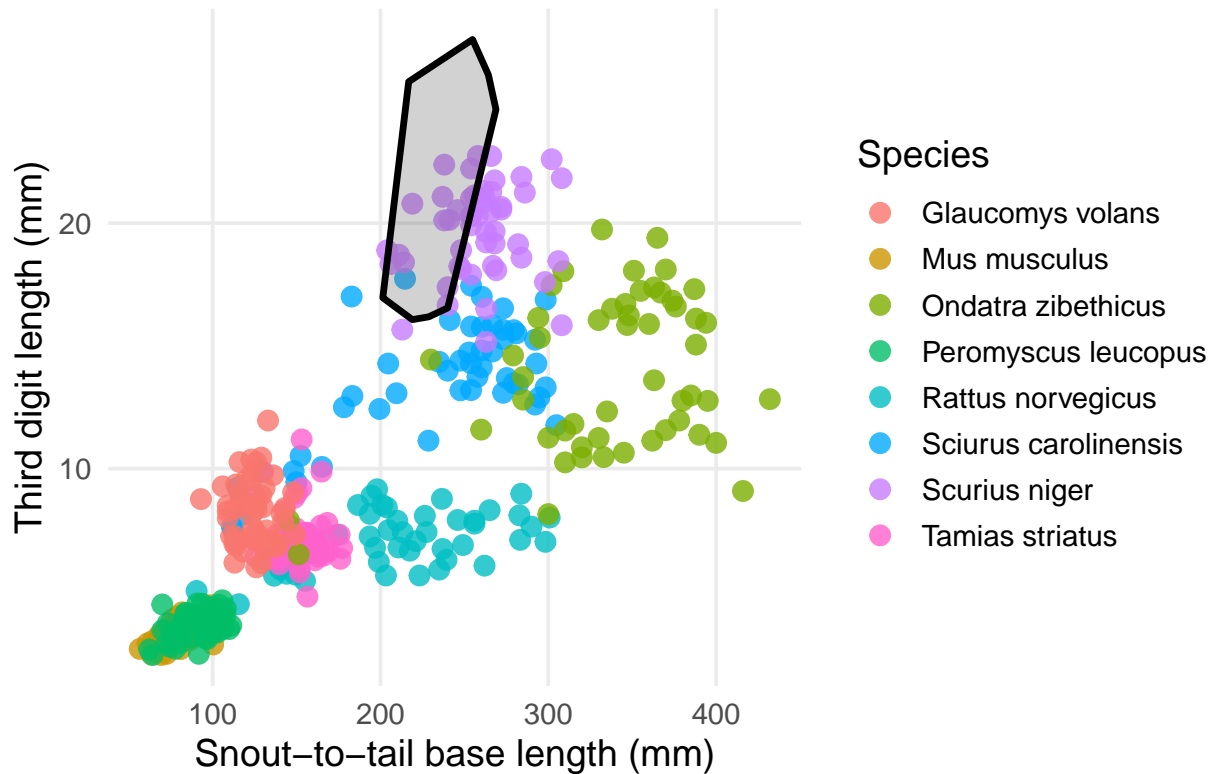 Third digit length (mm)
20
10
100
200
300
400
Snout−to−tail base length (mm)
Species
Glaucomys volans
Mus musculus
Ondatra zibethicus
Peromyscus leucopus
Rattus norvegicus
Sciurus carolinensis
Scurius niger
Tamias striatus